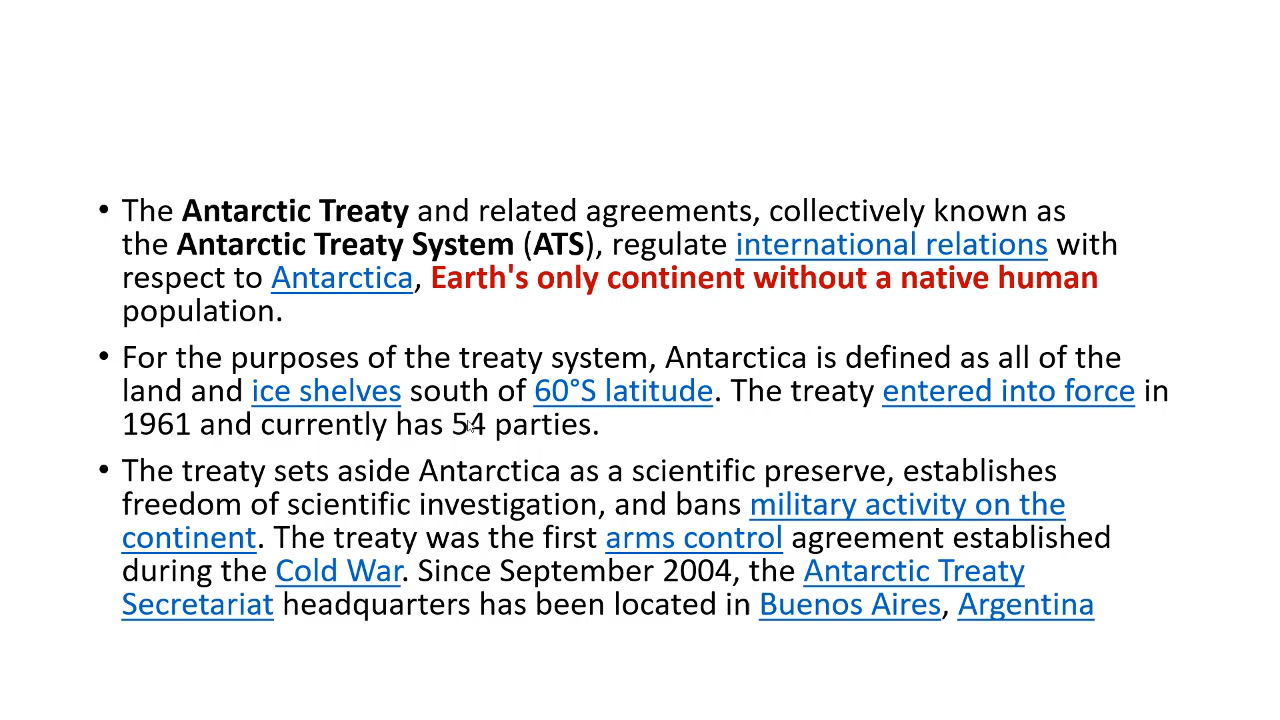 • The Antarctic Treaty and related agreements, collectively known as
the Antarctic Treaty System (ATS), regulate international relations with
respect to Antarctica, Earth's only continent without a native human
population.
• For the purposes of the treaty system, Antarctica is defined as all of the
land and ice shelves south of 60°S latitude. The treaty entered into force in
1961 and currently has 54 parties.
• The treaty sets aside Antarctica as a scientific preserve, establishes
freedom of scientific investigation, and bans military activity on the
continent. The treaty was the first arms control agreement established
during the Cold War. Since September 2004, the Antarctic Treaty
Secretariat headquarters has been located in Buenos Aires, Argentina